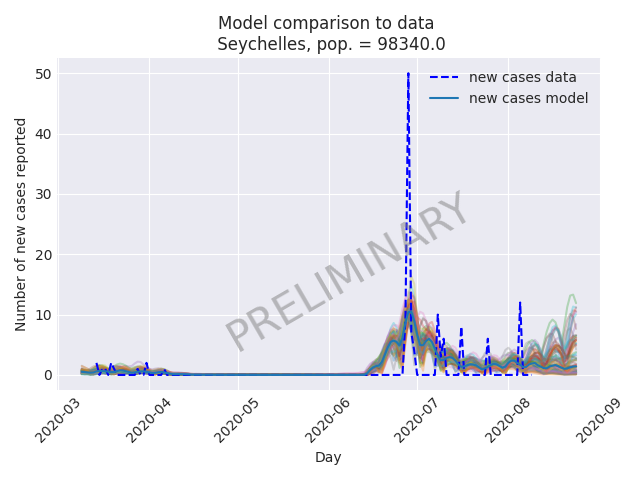 Model comparison to data
Seychelles, pop. = 98340.0
Number of new cases reported
50
40
30
20
10
0
new cases data
new cases model
PRELIMINARY
2020-03
2020-04
2020-05
2020-06
2020-07
2020-08
2020-09
Day